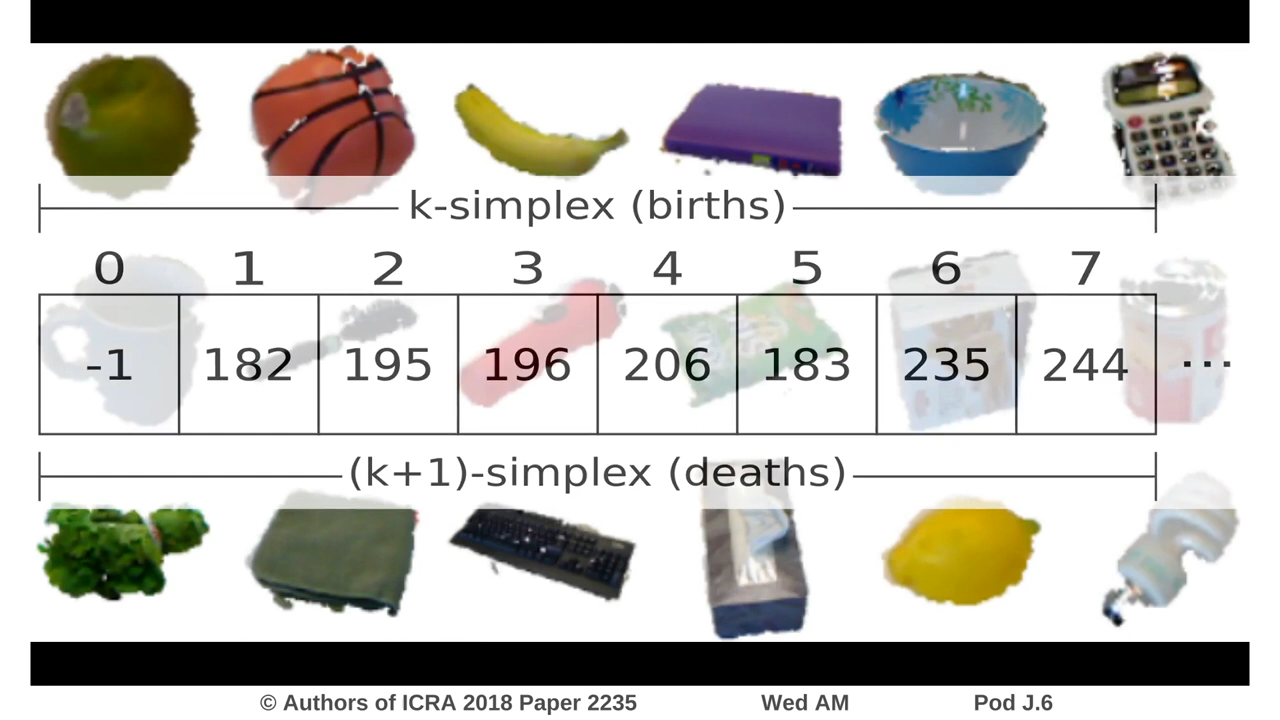 k-simplex (births)
0 1 2 3 4 5 6 7
-1 182 195 196 206 183 235 244 ...
(k+1)-simplex (deaths)
© Authors of ICRA 2018 Paper 2235 Wed AM Pod J.6